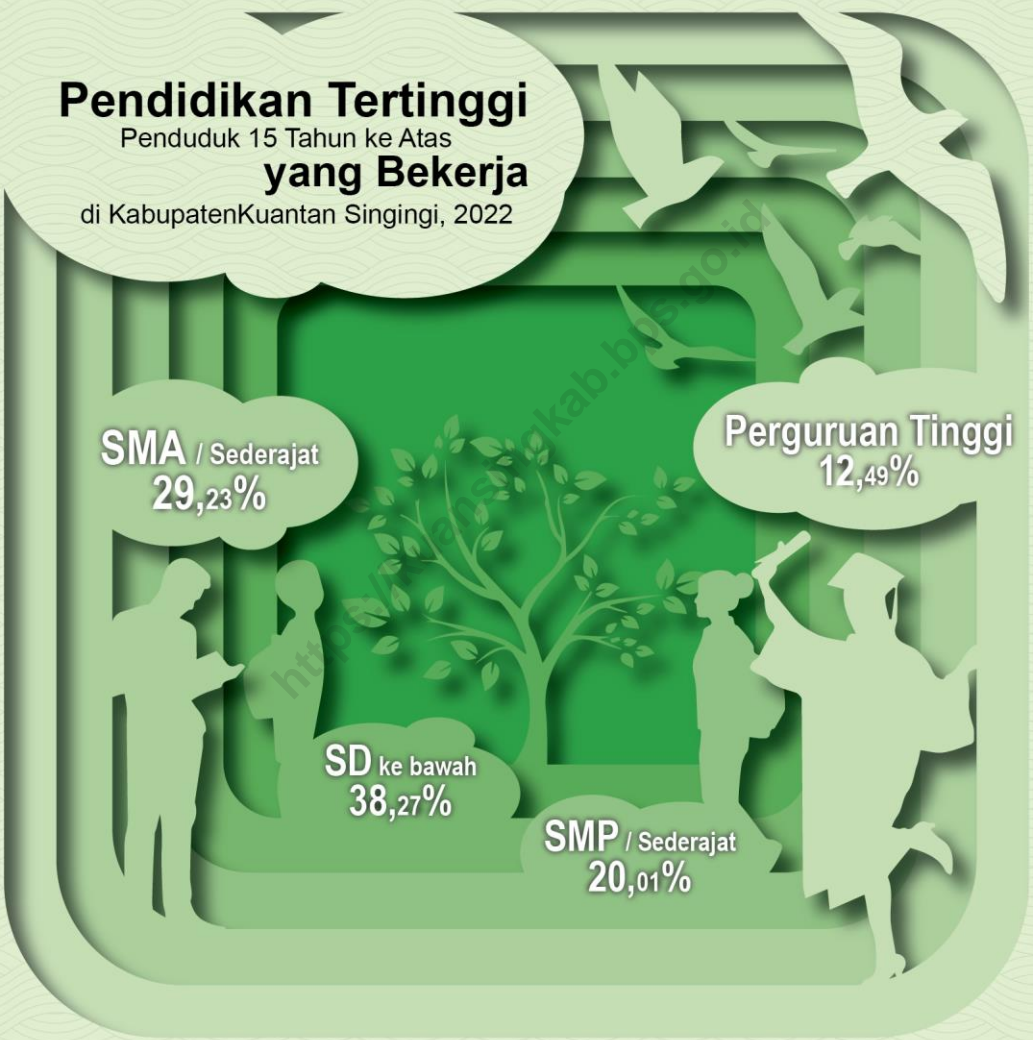 Pendidikan Tertinggi
Penduduk 15 Tahun ke Atas
yang Bekerja
di KabupatenKuantan Singingi, 2022
SMA / Sederajat
29,23%
Perguruan Tinggi
12,49%
SD ke bawah
38,27%
SMP / Sederajat
20,01%